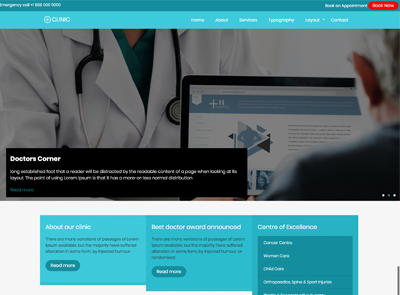 Emergency call +1 888 000 0000
Book an Appointment Book Now
CLINIC
Home About Services Typography Layout Contact
Doctors Corner
long established fact that a reader will be distracted by the readable content of a page when looking at its
layout. The point of using Lorem Ipsum is that it has a more-or-less normal distribution
Read more
About our clinic
There are many variations of passages of Lorem
Ipsum available, but the majority have suffered
alteration in some form, by injected humour.
Read more
Best doctor award announced
There are many variations of passages of Lorem
Ipsum available, but the majority have suffered
alteration in some form, by injected humour, or
randomised.
Read more
Centre of Excellence
Cancer Centre
Women Care
Child Care
Orthopaedics, Spine & Sport Injuries